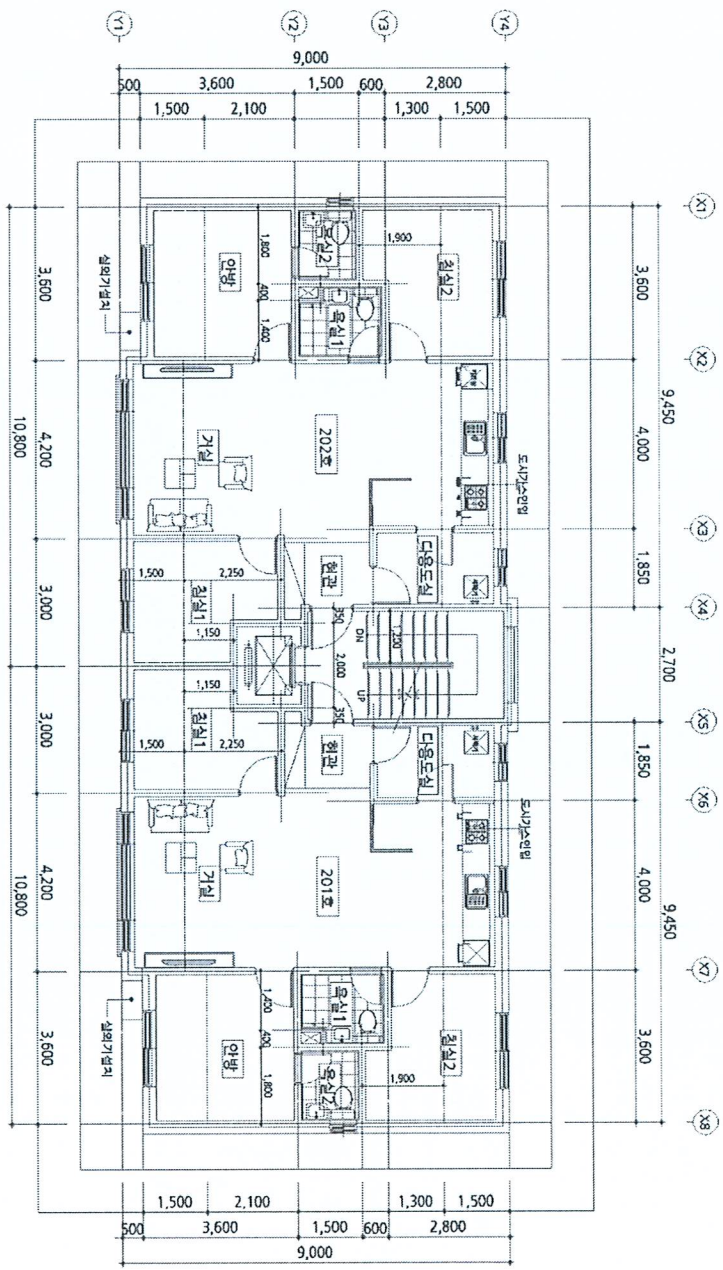 Y1
Y2
Y3
Y4
9,000
500
3,600
1,500
600
2,800
1,500
2,100
1,300
1,500
X1
X2
X3
X4
X5
X6
X7
X8
3,600
9,450
4,000
1,850
2,700
1,850
4,000
9,450
3,600
3,600
10,800
4,200
3,000
3,000
4,200
10,800
3,600
안방
1,800
400
1,400
욕실2
욕실1
침실2
1,900
실외기설치
거실
202호
도시가스인입
다용도실
현관
침실1
1,500
2,250
1,150
350
2,000
350
DN
1,250
UP
침실1
1,150
1,500
2,250
현관
다용도실
도시가스인입
거실
201호
안방
1,400
400
1,800
욕실1
욕실2
침실2
1,900
실외기설치
1,500
2,100
1,300
1,500
500
3,600
1,500
600
2,800
9,000